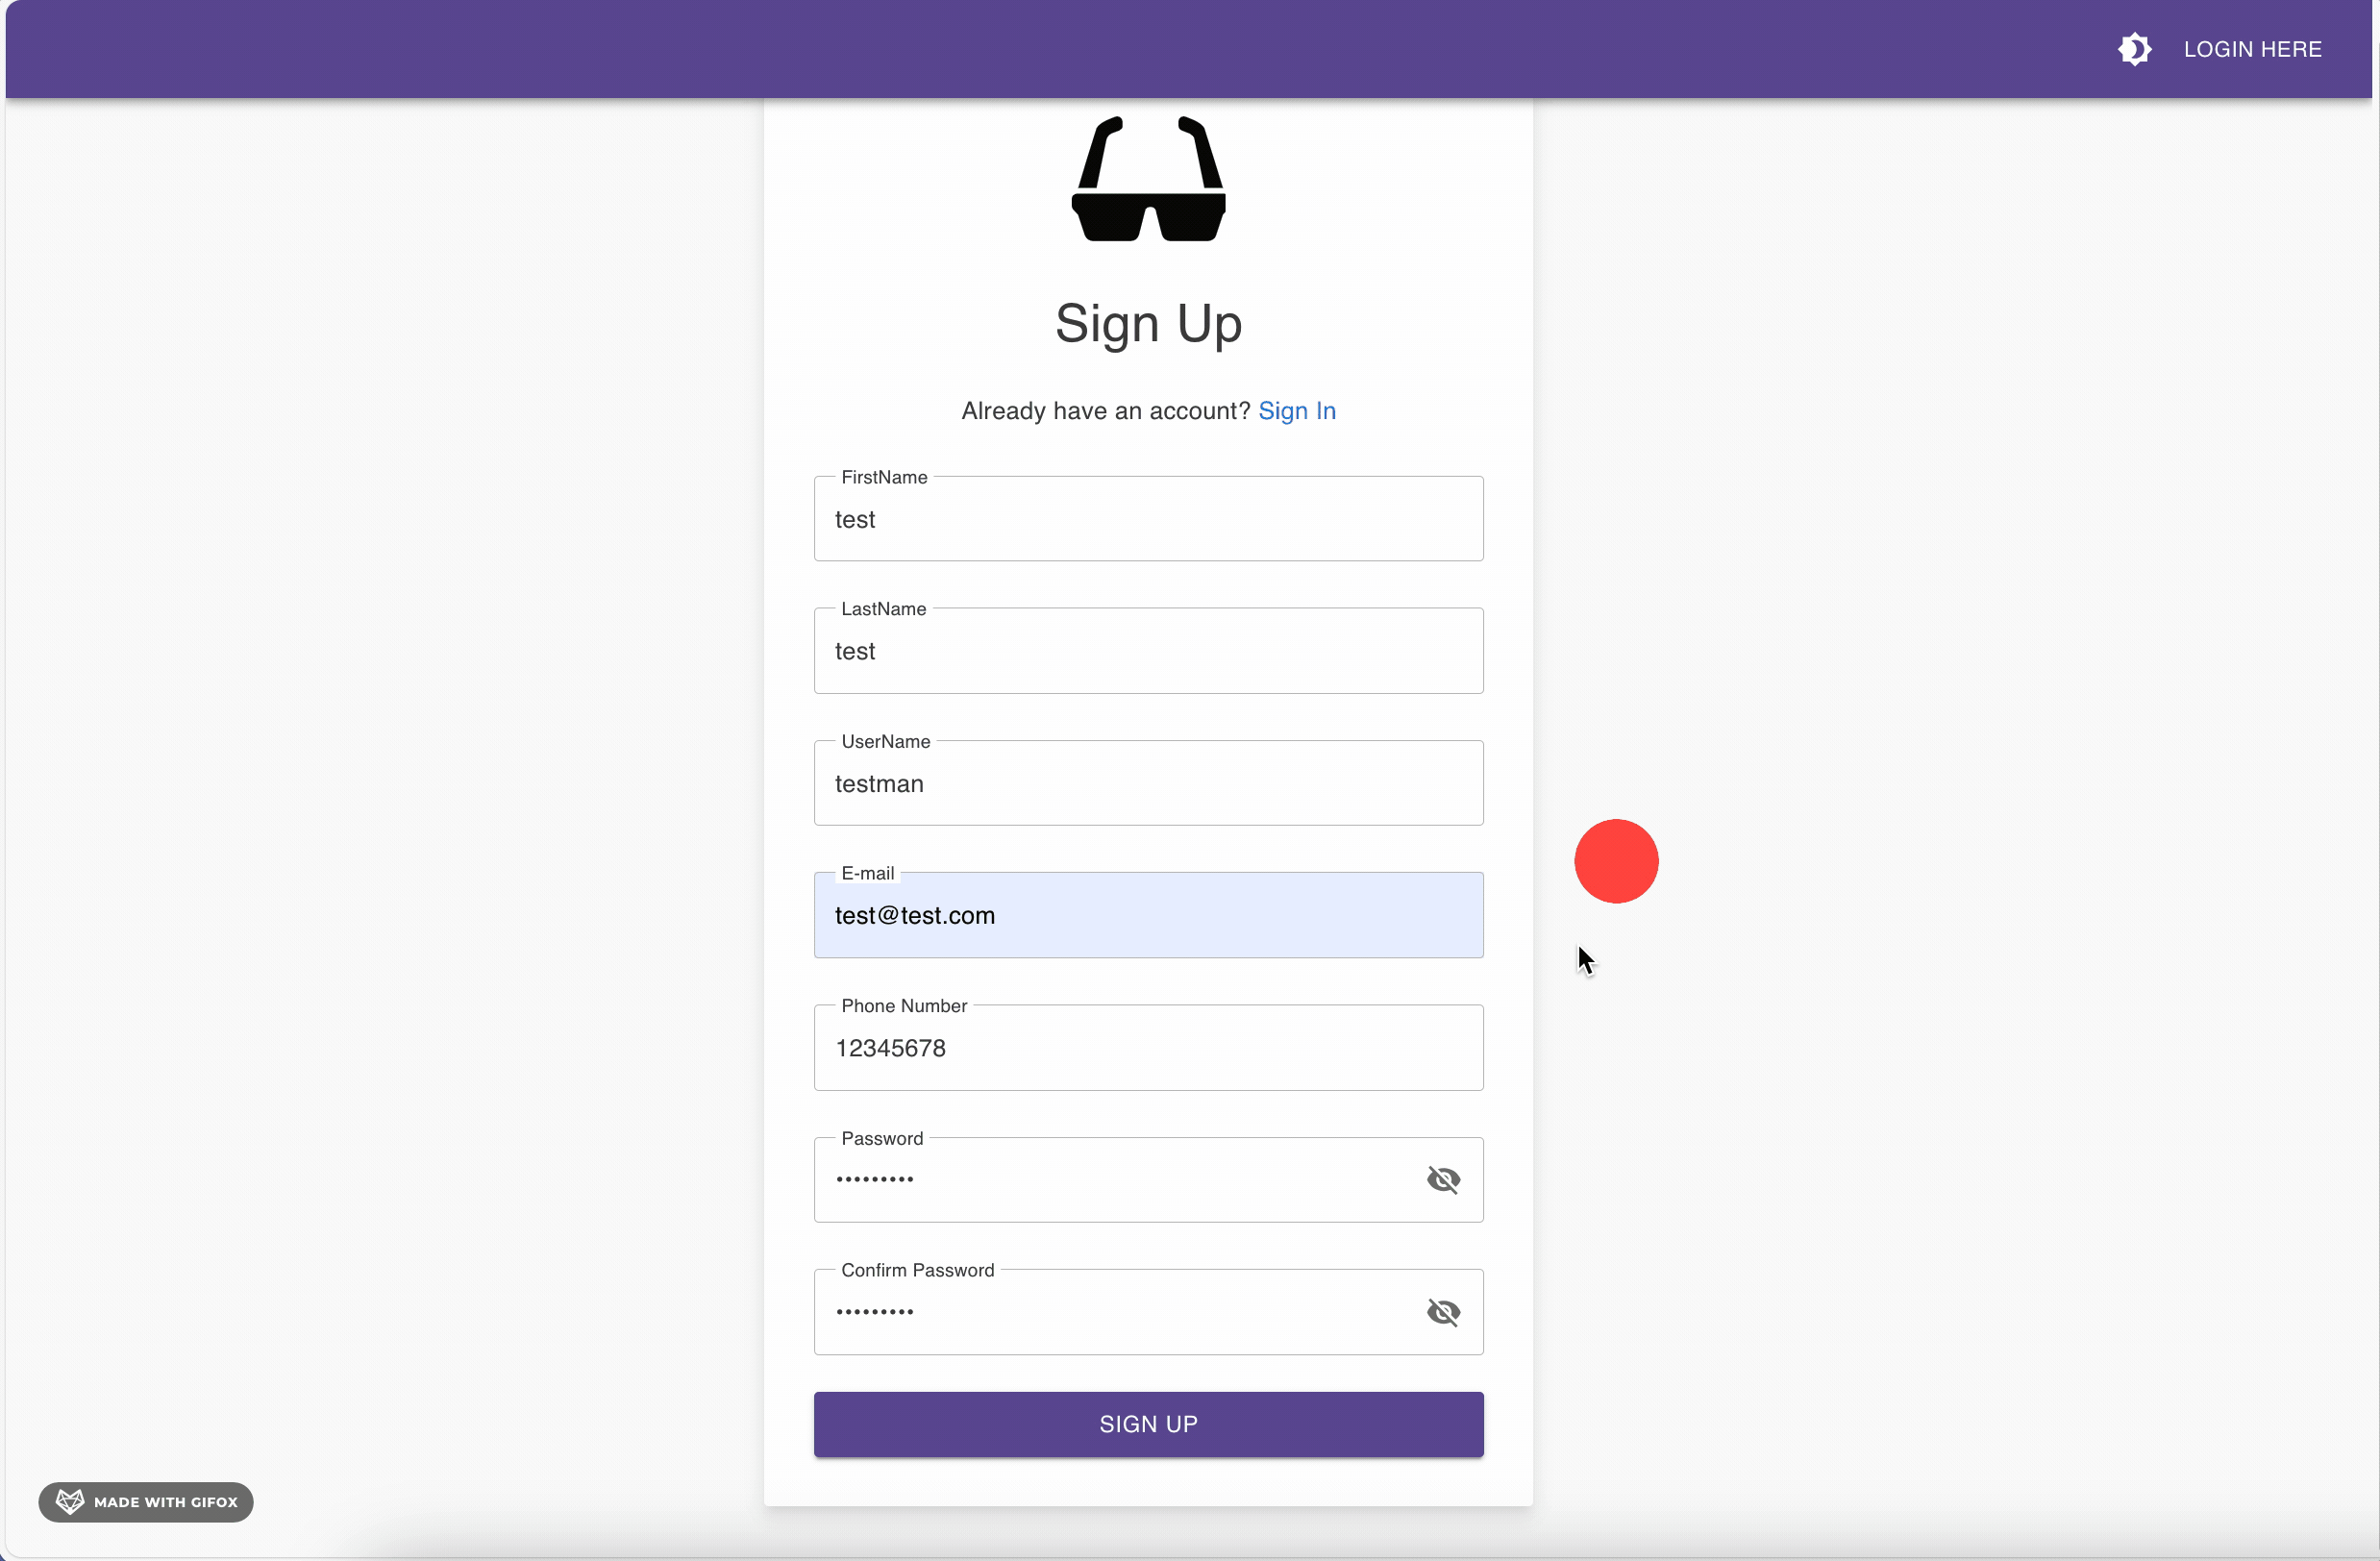 LOGIN HERE
Sign Up
Already have an account? Sign In
FirstName
test
LastName
test
UserName
testman
E-mail
test@test.com
Phone Number
12345678
Password
•••••••••
Confirm Password
•••••••••
SIGN UP
MADE WITH GIFOX